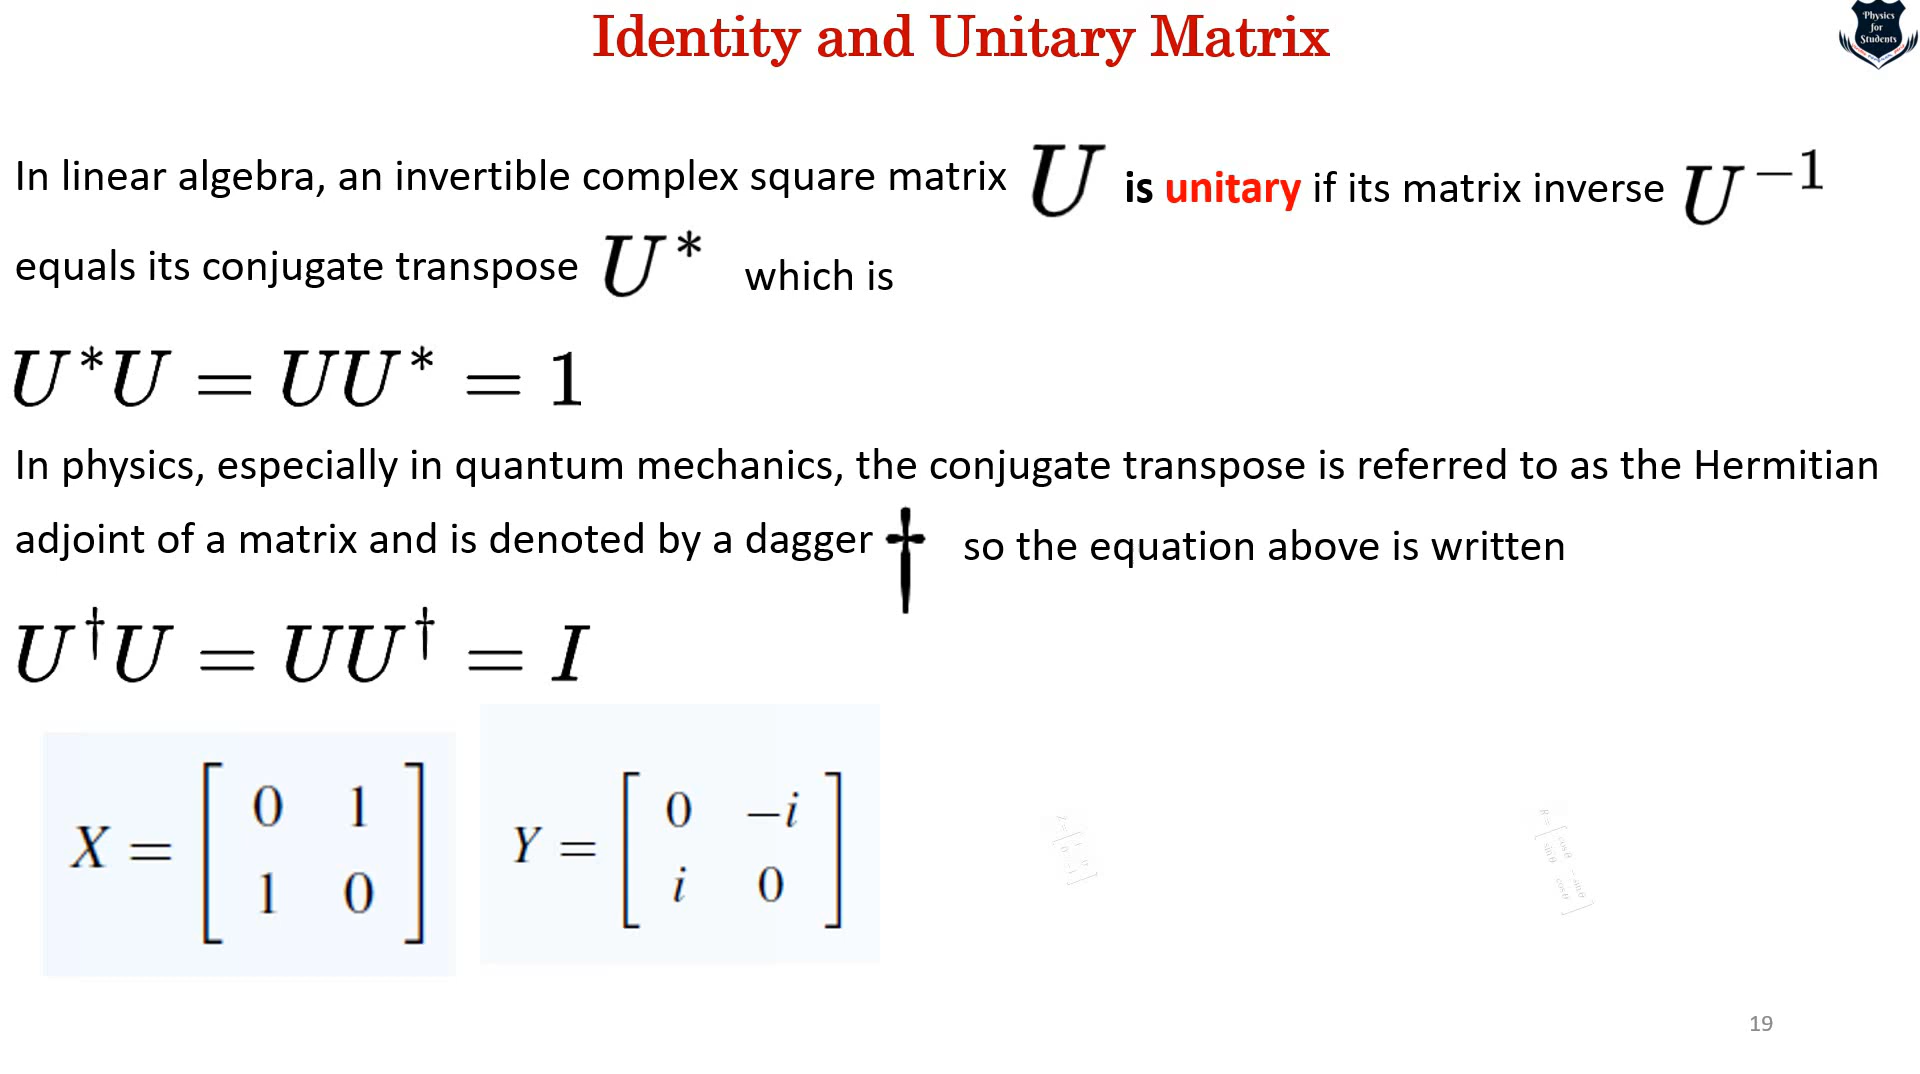 Identity and Unitary Matrix
Physics
for
Students
In linear algebra, an invertible complex square matrix U is unitary if its matrix inverse U⁻¹
equals its conjugate transpose U* which is
U*U = UU* = 1
In physics, especially in quantum mechanics, the conjugate transpose is referred to as the Hermitian
adjoint of a matrix and is denoted by a dagger † so the equation above is written
U†U = UU† = I
X = [ 0 1
1 0 ]
Y = [ 0 −i
i 0 ]
19